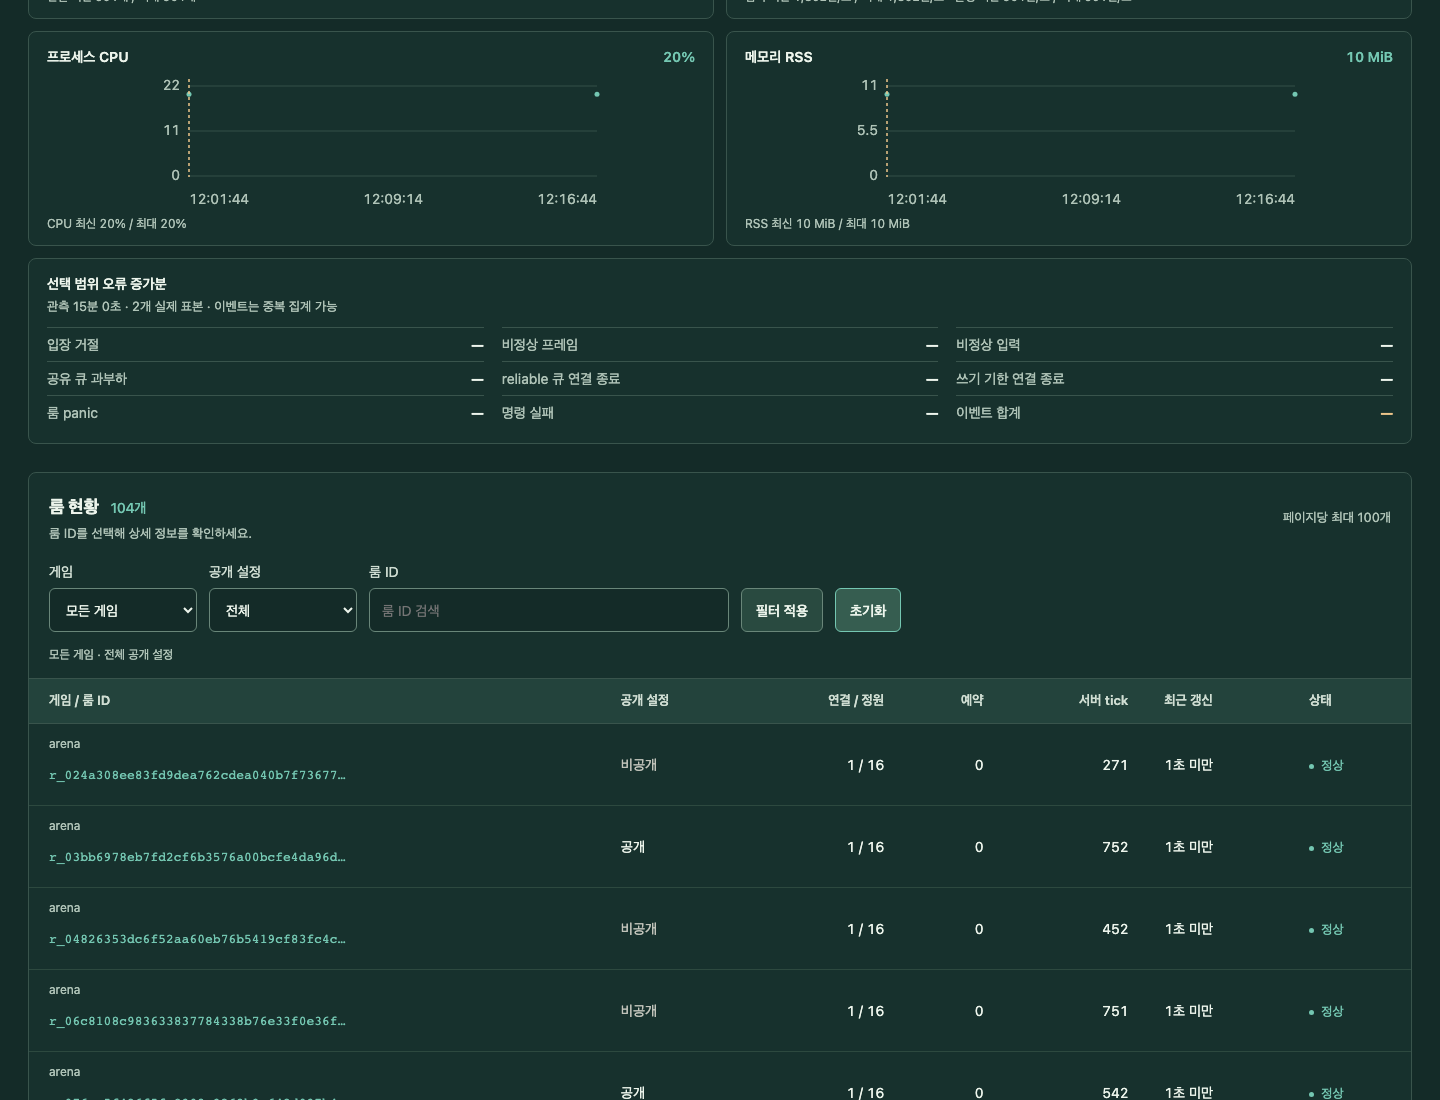 프로세스 CPU 20%
22
11
0
12:01:44 12:09:14 12:16:44
CPU 최신 20% / 최대 20%
메모리 RSS 10 MiB
11
5.5
0
12:01:44 12:09:14 12:16:44
RSS 최신 10 MiB / 최대 10 MiB
선택 범위 오류 증가분
관측 15분 0초 · 2개 실제 표본 · 이벤트는 중복 집계 가능
입장 거절 — 비정상 프레임 — 비정상 입력 —
공유 큐 과부하 — reliable 큐 연결 종료 — 쓰기 기한 연결 종료 —
룸 panic — 명령 실패 — 이벤트 합계 —
룸 현황 104개
룸 ID를 선택해 상세 정보를 확인하세요.
페이지당 최대 100개
게임 공개 설정 룸 ID
모든 게임 전체 룸 ID 검색 필터 적용 초기화
모든 게임 · 전체 공개 설정
게임 / 룸 ID 공개 설정 연결 / 정원 예약 서버 tick 최근 갱신 상태
arena
r_024a308ee83fd9dea762cdea040b7f73677… 비공개 1 / 16 0 271 1초 미만 정상
arena
r_03bb6978eb7fd2cf6b3576a00bcfe4da96d… 공개 1 / 16 0 752 1초 미만 정상
arena
r_04826353dc6f52aa60eb76b5419cf83fc4c… 비공개 1 / 16 0 452 1초 미만 정상
arena
r_06c8108c983633837784338b76e33f0e36f… 비공개 1 / 16 0 751 1초 미만 정상
arena
공개 1 / 16 0 542 1초 미만 정상